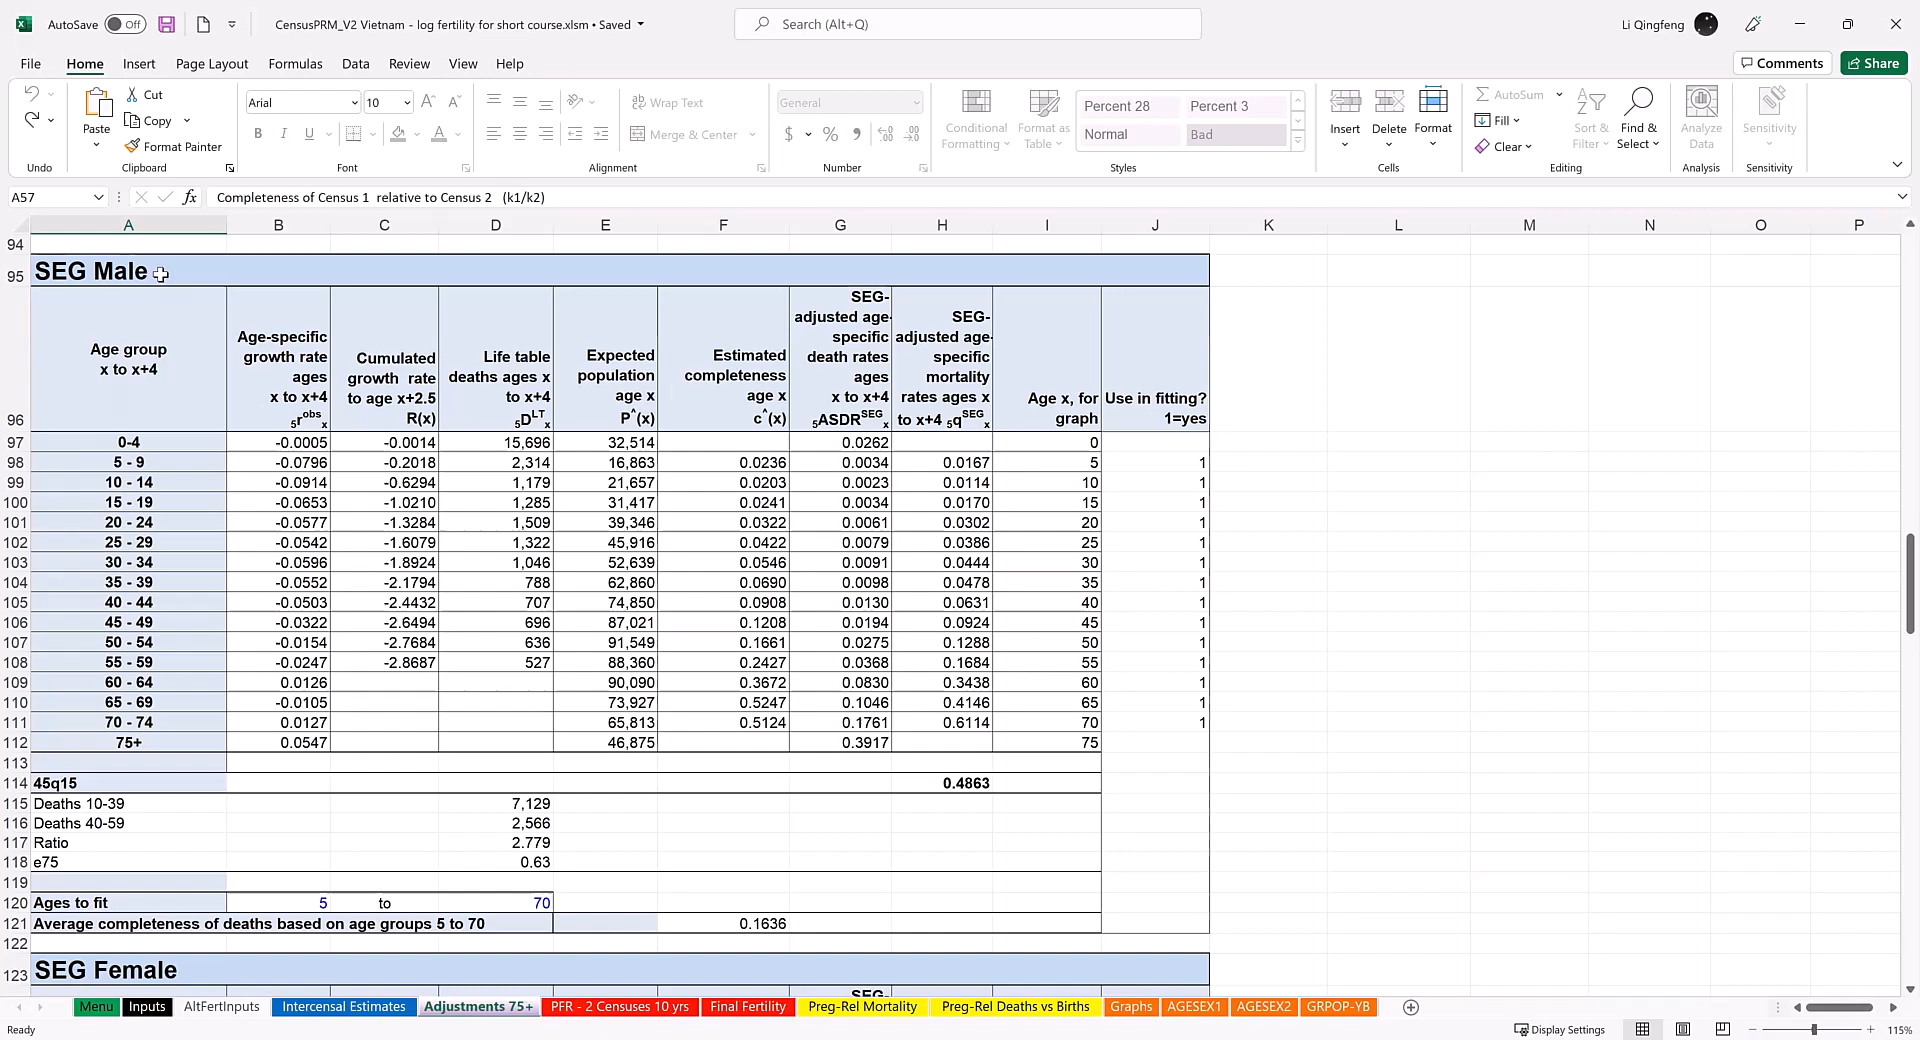 AutoSave Off CensusPRM_V2 Vietnam - log fertility for short course.xlsm • Saved Search (Alt+Q) Li Qingfeng
File Home Insert Page Layout Formulas Data Review View Help Comments Share
Cut
Copy
Format Painter
Paste
Undo
Clipboard
Arial 10
B I U
Font
Wrap Text
Merge & Center
Alignment
General
$ % 9
Number
Conditional Formatting
Format as Table
Percent 28 Percent 3
Normal Bad
Styles
Insert Delete Format
Cells
AutoSum
Fill
Clear
Sort & Filter
Find & Select
Editing
Analyze Data
Analysis
Sensitivity
Sensitivity
A57 fx Completeness of Census 1 relative to Census 2 (k1/k2)
A B C D E F G H I J K L M N O P
94
95 SEG Male
96 Age group x to x+4
Age-specific growth rate ages x to x+4 5r obs x
Cumulated growth rate to age x+2.5 R(x)
Life table deaths ages x to x+4 5D LT x
Expected population age x P^(x)
Estimated completeness age x c^(x)
SEG-adjusted age-specific death rates ages x to x+4 5ASDR SEG x
SEG-adjusted age-specific mortality rates ages x to x+4 5q SEG x
Age x, for graph
Use in fitting? 1=yes
97 0-4 -0.0005 -0.0014 15,696 32,514 0.0262 0
98 5 - 9 -0.0796 -0.2018 2,314 16,863 0.0236 0.0034 0.0167 5 1
99 10 - 14 -0.0914 -0.6294 1,179 21,657 0.0203 0.0023 0.0114 10 1
100 15 - 19 -0.0653 -1.0210 1,285 31,417 0.0241 0.0034 0.0170 15 1
101 20 - 24 -0.0577 -1.3284 1,509 39,346 0.0322 0.0061 0.0302 20 1
102 25 - 29 -0.0542 -1.6079 1,322 45,916 0.0422 0.0079 0.0386 25 1
103 30 - 34 -0.0596 -1.8924 1,046 52,639 0.0546 0.0091 0.0444 30 1
104 35 - 39 -0.0552 -2.1794 788 62,860 0.0690 0.0098 0.0478 35 1
105 40 - 44 -0.0503 -2.4432 707 74,850 0.0908 0.0130 0.0631 40 1
106 45 - 49 -0.0322 -2.6494 696 87,021 0.1208 0.0194 0.0924 45 1
107 50 - 54 -0.0154 -2.7684 636 91,549 0.1661 0.0275 0.1288 50 1
108 55 - 59 -0.0247 -2.8687 527 88,360 0.2427 0.0368 0.1684 55 1
109 60 - 64 0.0126 90,090 0.3672 0.0830 0.3438 60 1
110 65 - 69 -0.0105 73,927 0.5247 0.1046 0.4146 65 1
111 70 - 74 0.0127 65,813 0.5124 0.1761 0.6114 70 1
112 75+ 0.0547 46,875 0.3917 75
113
114 45q15 0.4863
115 Deaths 10-39 7,129
116 Deaths 40-59 2,566
117 Ratio 2.779
118 e75 0.63
119
120 Ages to fit 5 to 70
121 Average completeness of deaths based on age groups 5 to 70 0.1636
122
123 SEG Female
SEG-
Menu Inputs AltFertInputs Intercensal Estimates Adjustments 75+ PFR - 2 Censuses 10 yrs Final Fertility Preg-Rel Mortality Preg-Rel Deaths vs Births Graphs AGESEX1 AGESEX2 GRPOP-YB
Ready Display Settings 115%